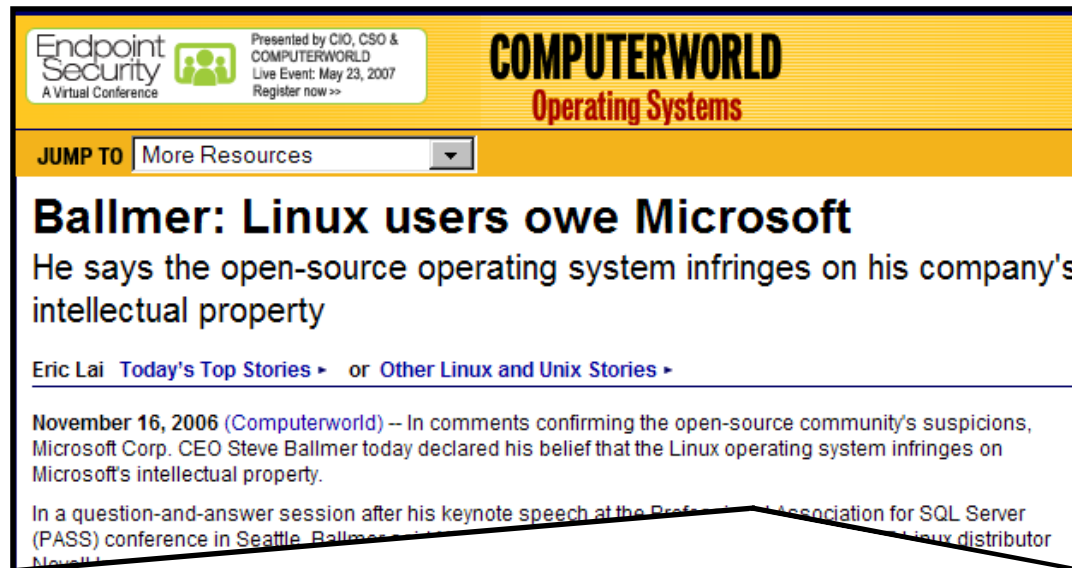 Endpoint
Security
A Virtual Conference
Presented by CIO, CSO &
COMPUTERWORLD
Live Event: May 23, 2007
Register now >>
COMPUTERWORLD
Operating Systems
JUMP TO More Resources
Ballmer: Linux users owe Microsoft
He says the open-source operating system infringes on his company's
intellectual property
Eric Lai Today's Top Stories ▸ or Other Linux and Unix Stories ▸
November 16, 2006 (Computerworld) -- In comments confirming the open-source community's suspicions,
Microsoft Corp. CEO Steve Ballmer today declared his belief that the Linux operating system infringes on
Microsoft's intellectual property.
In a question-and-answer session after his keynote speech at the Association for SQL Server
(PASS) conference in Seattle, Ballmer Linux distributor